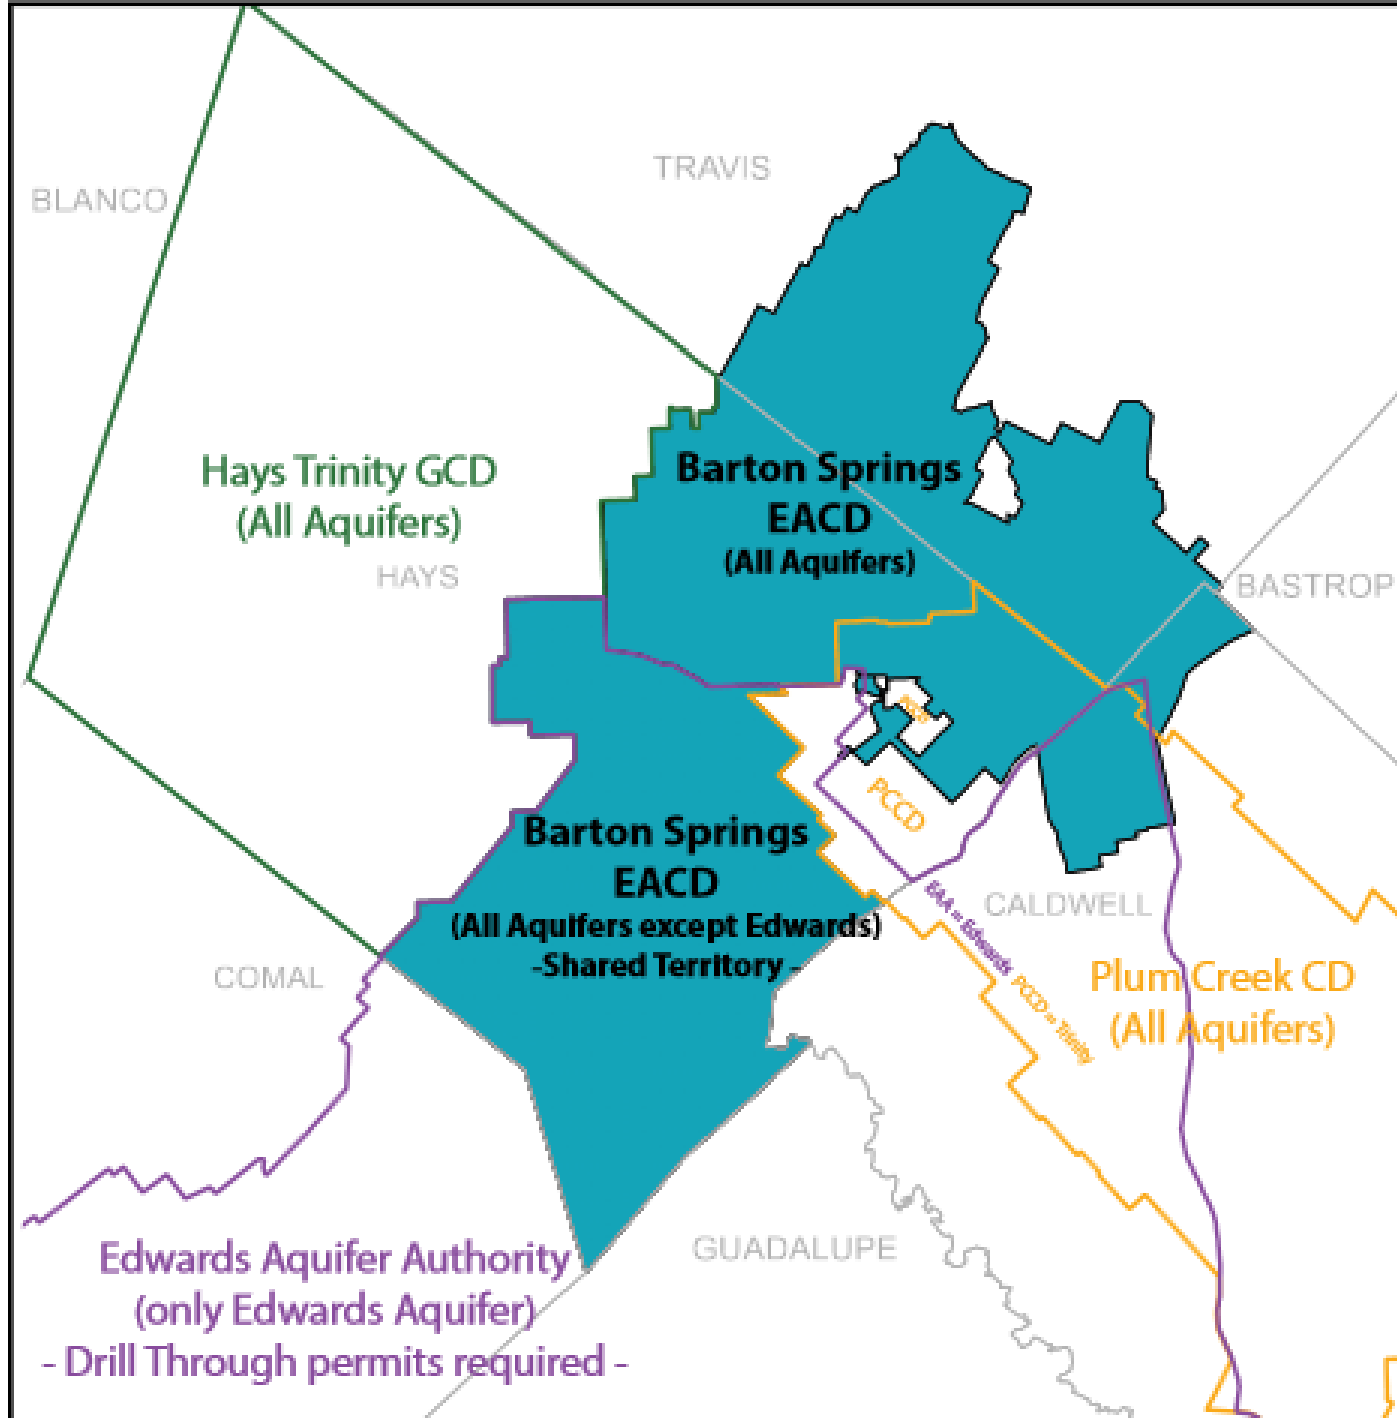 TRAVIS
BLANCO
Hays Trinity GCD
(All Aquifers)
HAYS
Barton Springs
EACD
(All Aquifers)
BASTROP
PCCD
Barton Springs
EACD
(All Aquifers except Edwards)
-Shared Territory -
EAA = Edwards PCCD = Trinity
CALDWELL
COMAL
Plum Creek CD
(All Aquifers)
GUADALUPE
Edwards Aquifer Authority
(only Edwards Aquifer)
- Drill Through permits required -